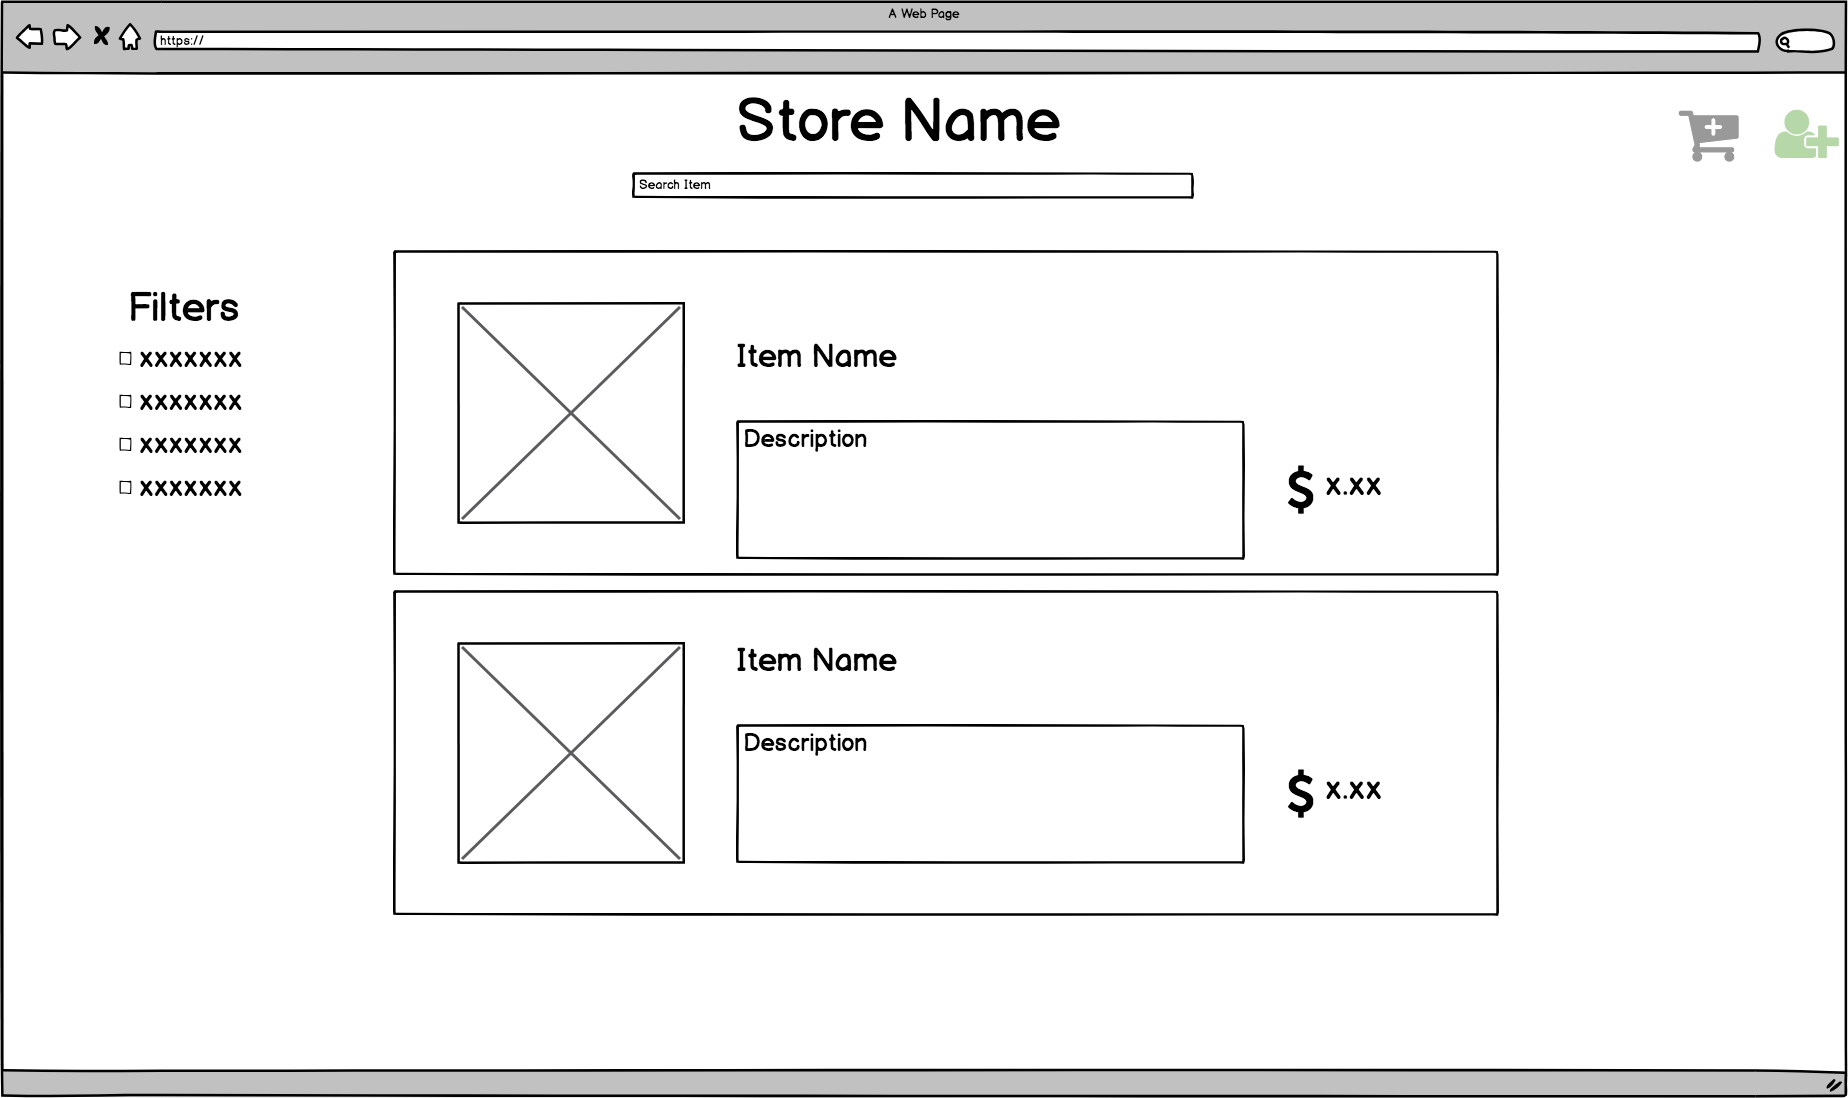 A Web Page
https://
Store Name
Search Item
Filters
xxxxxxx
xxxxxxx
xxxxxxx
xxxxxxx
Item Name
Description
$ x.xx
Item Name
Description
$ x.xx